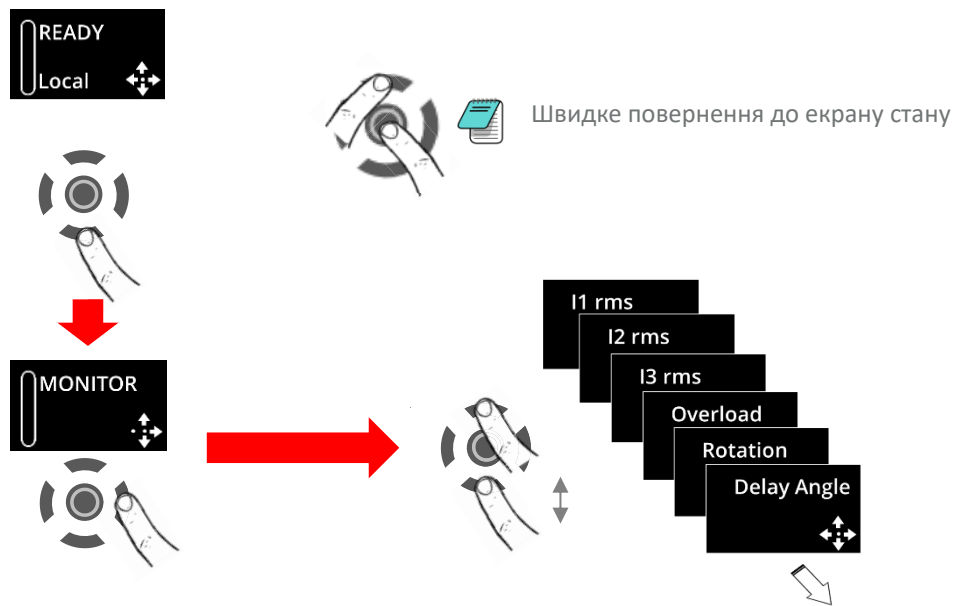 READY
Local
Швидке повернення до екрану стану
MONITOR
I1 rms
I2 rms
I3 rms
Overload
Rotation
Delay Angle